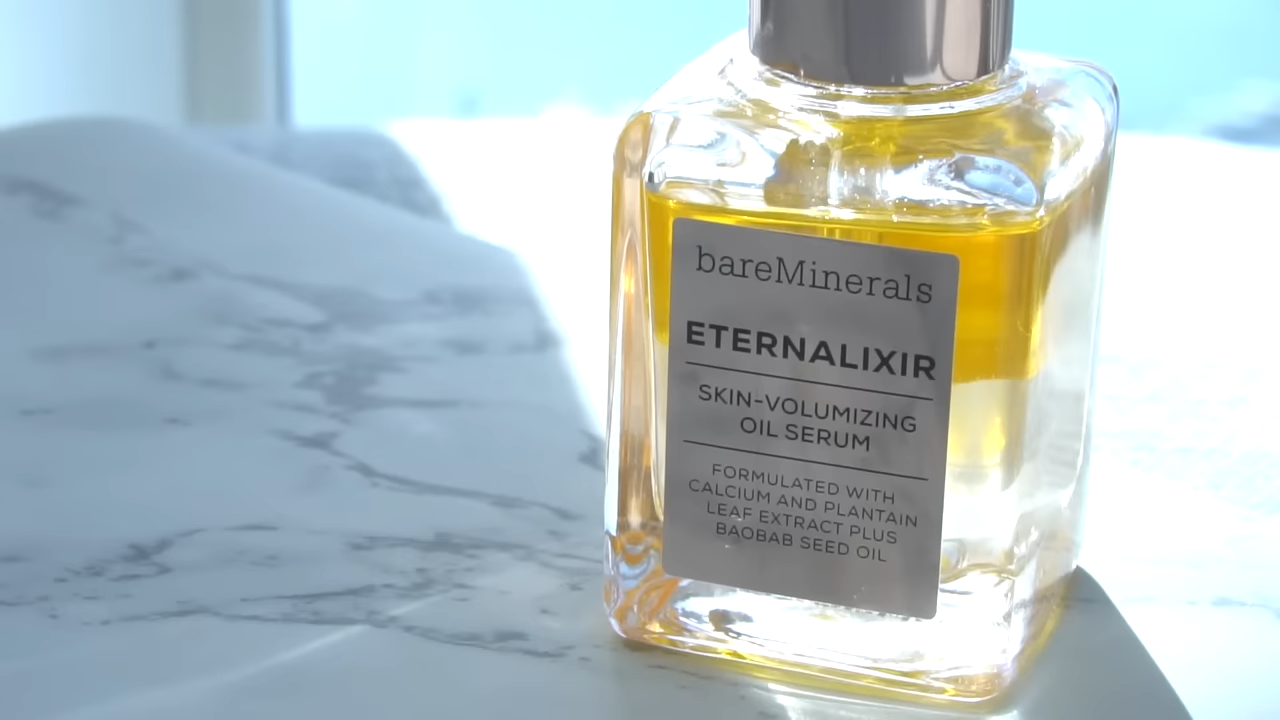 bareMinerals
ETERNALIXIR
SKIN-VOLUMIZING
OIL SERUM
FORMULATED WITH
CALCIUM AND PLANTAIN
LEAF EXTRACT PLUS
BAOBAB SEED OIL